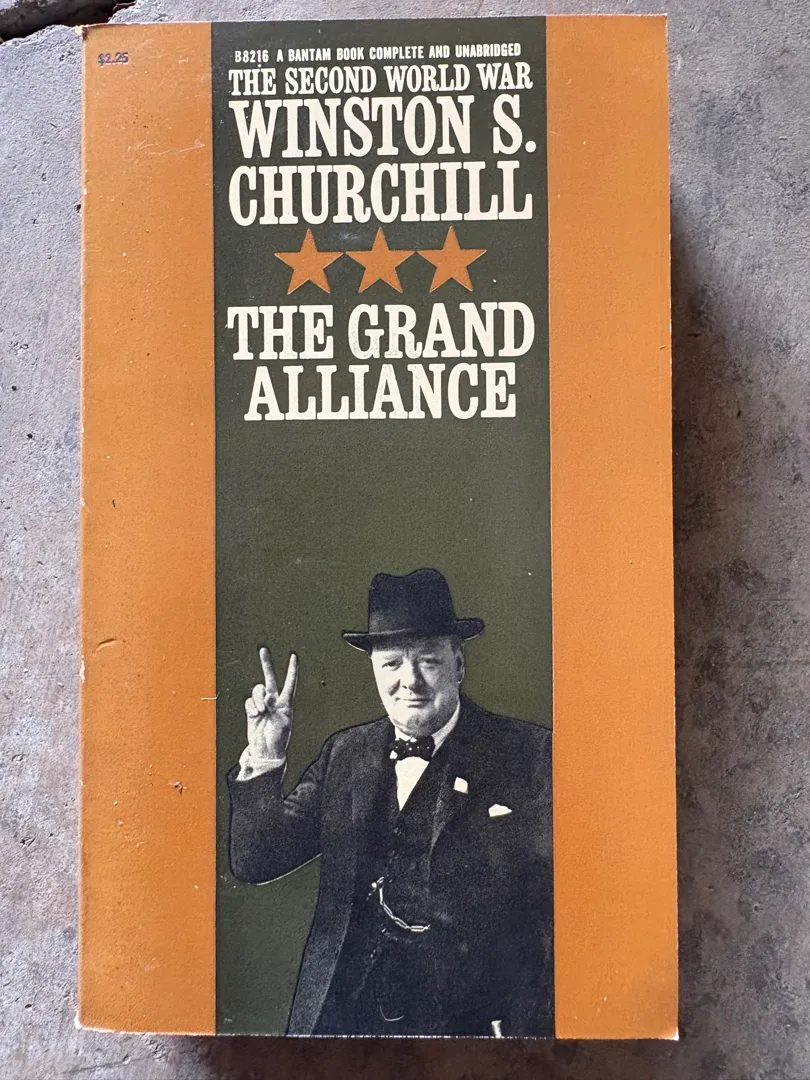 $2.25
B8216 A BANTAM BOOK COMPLETE AND UNABRIDGED
THE SECOND WORLD WAR
WINSTON S.
CHURCHILL
THE GRAND
ALLIANCE